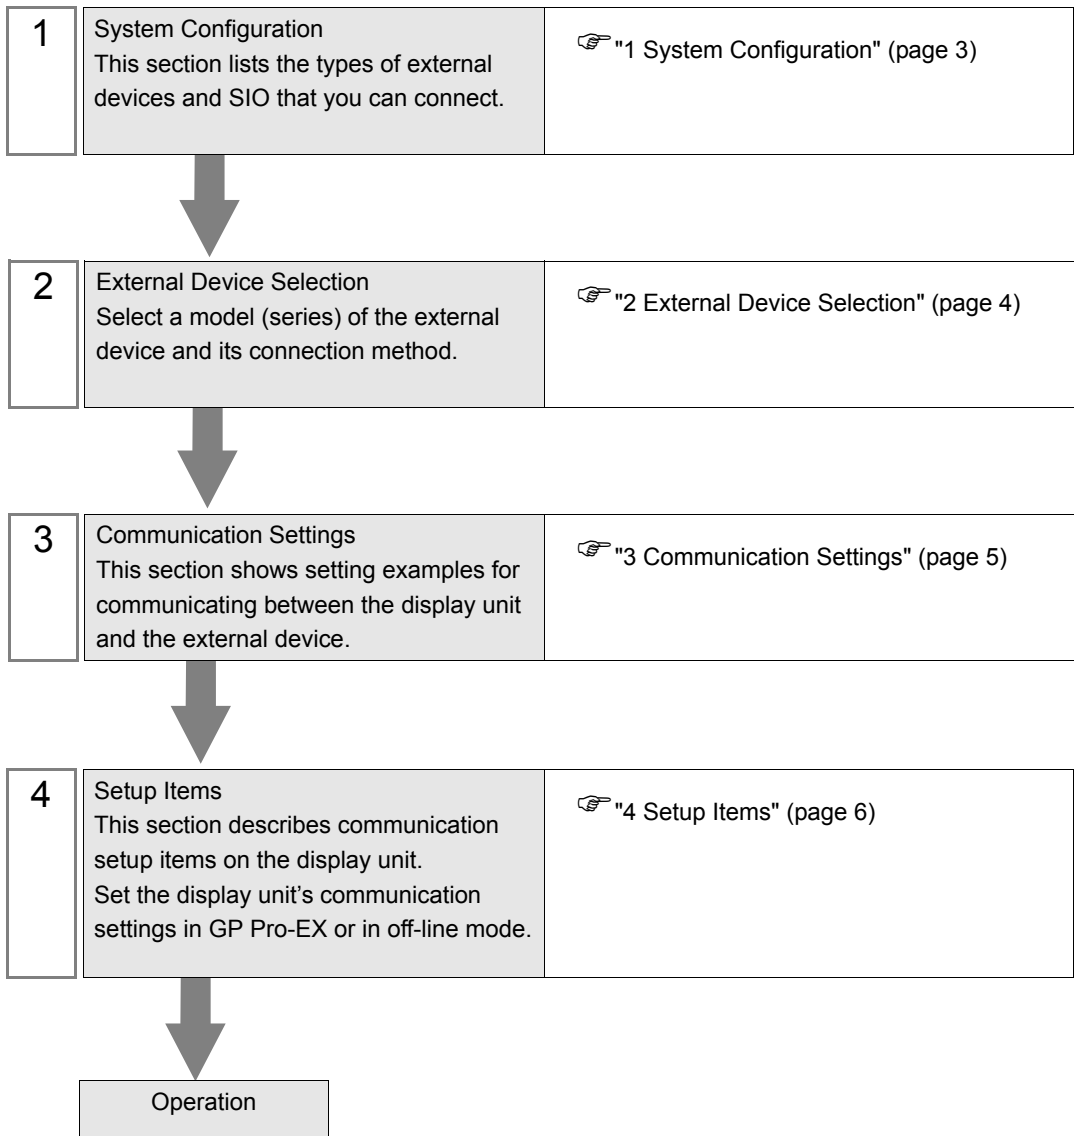 1
System Configuration
This section lists the types of external
devices and SIO that you can connect.
☞ "1 System Configuration" (page 3)
2
External Device Selection
Select a model (series) of the external
device and its connection method.
☞ "2 External Device Selection" (page 4)
3
Communication Settings
This section shows setting examples for
communicating between the display unit
and the external device.
☞ "3 Communication Settings" (page 5)
4
Setup Items
This section describes communication
setup items on the display unit.
Set the display unit’s communication
settings in GP Pro-EX or in off-line mode.
☞ "4 Setup Items" (page 6)
Operation